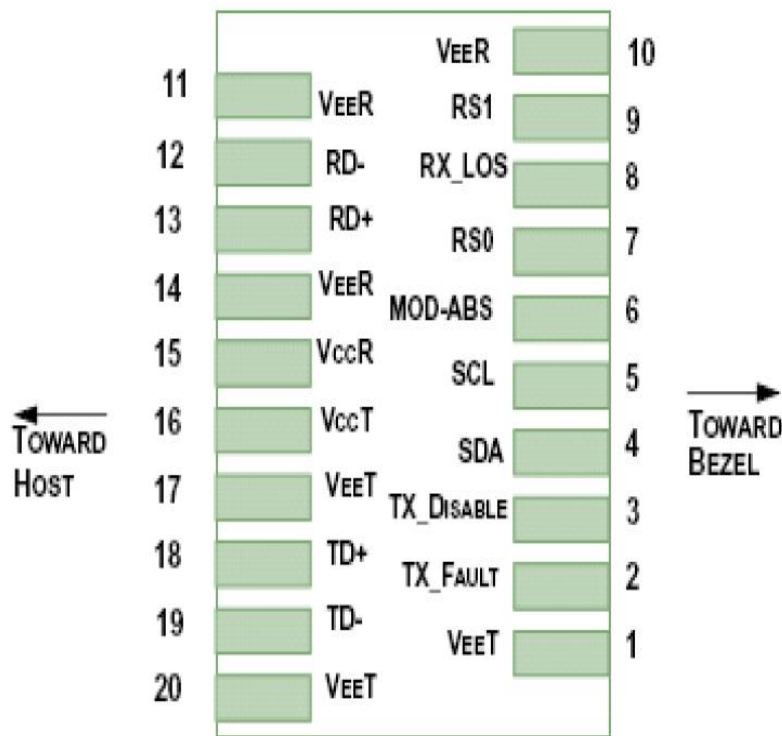 11 VEER
12 RD-
13 RD+
14 VEER
15 VCCR
16 VCCT
17 VEET
18 TD+
19 TD-
20 VEET
VEER 10
RS1 9
RX_LOS 8
RS0 7
MOD-ABS 6
SCL 5
SDA 4
TX_DISABLE 3
TX_FAULT 2
VEET 1
TOWARD
HOST
TOWARD
BEZEL